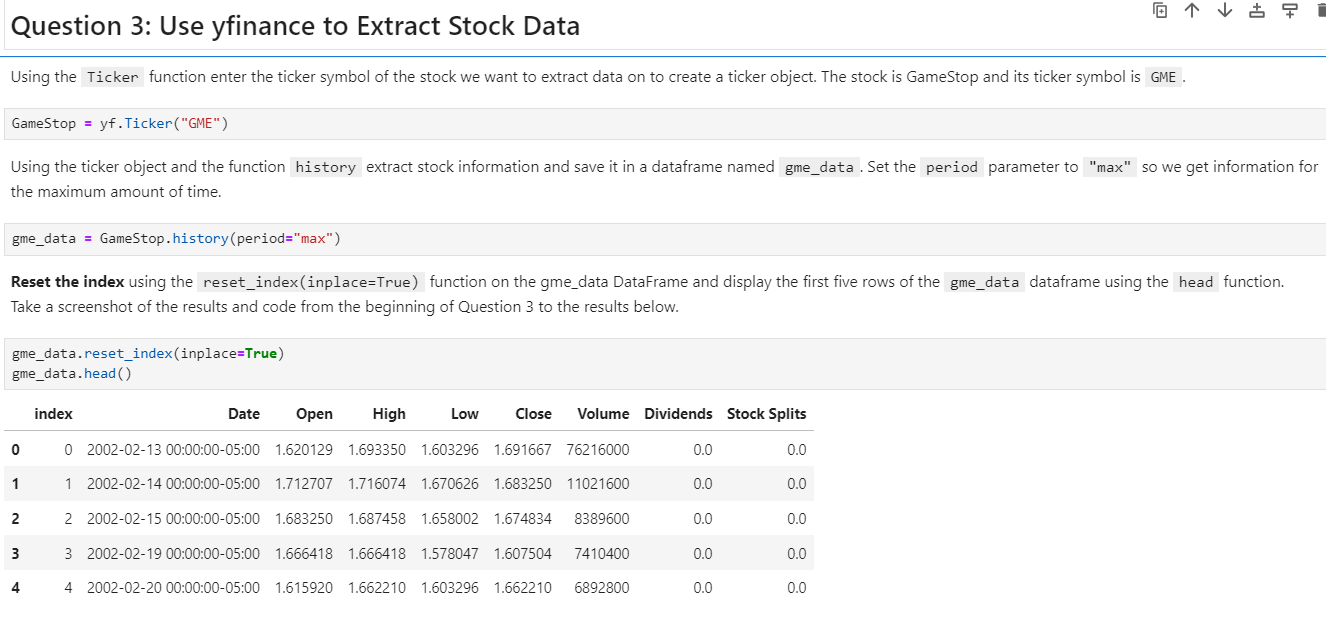 Question 3: Use yfinance to Extract Stock Data
Using the Ticker function enter the ticker symbol of the stock we want to extract data on to create a ticker object. The stock is GameStop and its ticker symbol is GME .
GameStop = yf.Ticker("GME")
Using the ticker object and the function history extract stock information and save it in a dataframe named gme_data . Set the period parameter to "max" so we get information for
the maximum amount of time.
gme_data = GameStop.history(period="max")
Reset the index using the reset_index(inplace=True) function on the gme_data DataFrame and display the first five rows of the gme_data dataframe using the head function.
Take a screenshot of the results and code from the beginning of Question 3 to the results below.
gme_data.reset_index(inplace=True)
gme_data.head()
index Date Open High Low Close Volume Dividends Stock Splits
0 0 2002-02-13 00:00:00-05:00 1.620129 1.693350 1.603296 1.691667 76216000 0.0 0.0
1 1 2002-02-14 00:00:00-05:00 1.712707 1.716074 1.670626 1.683250 11021600 0.0 0.0
2 2 2002-02-15 00:00:00-05:00 1.683250 1.687458 1.658002 1.674834 8389600 0.0 0.0
3 3 2002-02-19 00:00:00-05:00 1.666418 1.666418 1.578047 1.607504 7410400 0.0 0.0
4 4 2002-02-20 00:00:00-05:00 1.615920 1.662210 1.603296 1.662210 6892800 0.0 0.0